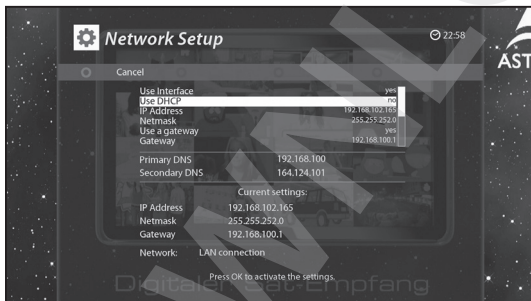 Network Setup
22:58
AST
Cancel
Use Interface yes
Use DHCP no
IP Address 192.168.102.165
Netmask 255.255.252.0
Use a gateway yes
Gateway 192.168.100.1
Primary DNS 192.168.100
Secondary DNS 164.124.101
Current settings:
IP Address 192.168.102.165
Netmask 255.255.252.0
Gateway 192.168.100.1
Network: LAN connection
Press OK to activate the settings.
Digitaler Sat-Empfang